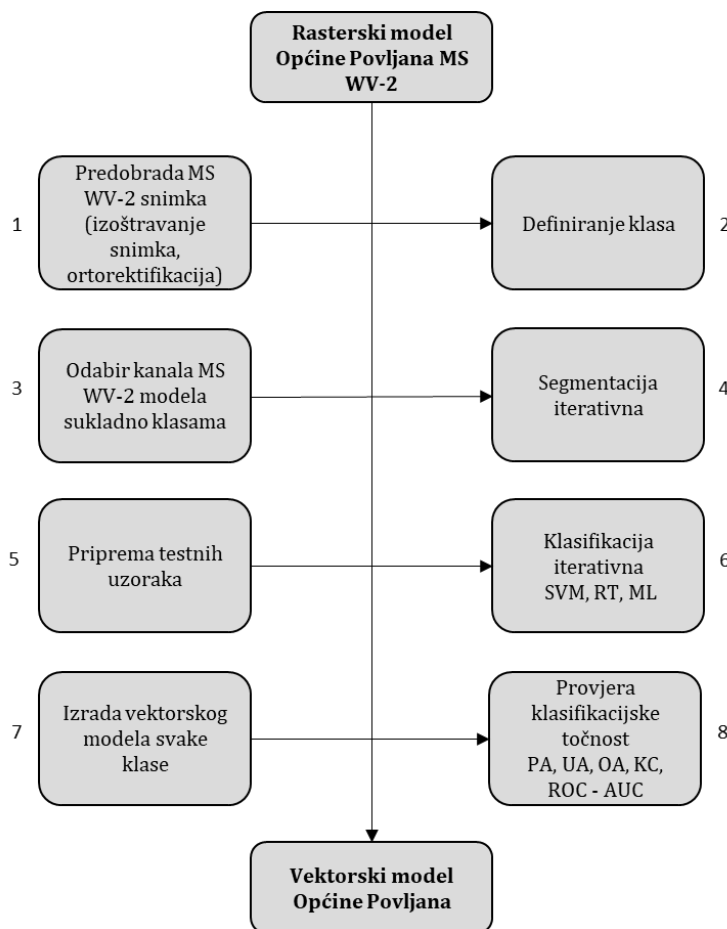 Rasterski model
Općine Povljana MS
WV-2
1
Predobrada MS
WV-2 snimka
(izoštravanje
snimka,
ortorektifikacija)
Definiranje klasa
2
3
Odabir kanala MS
WV-2 modela
sukladno klasama
Segmentacija
iterativna
4
5
Priprema testnih
uzoraka
Klasifikacija
iterativna
SVM, RT, ML
6
7
Izrada vektorskog
modela svake
klase
Provjera
klasifikacijske
točnost
PA, UA, OA, KC,
ROC - AUC
8
Vektorski model
Općine Povljana